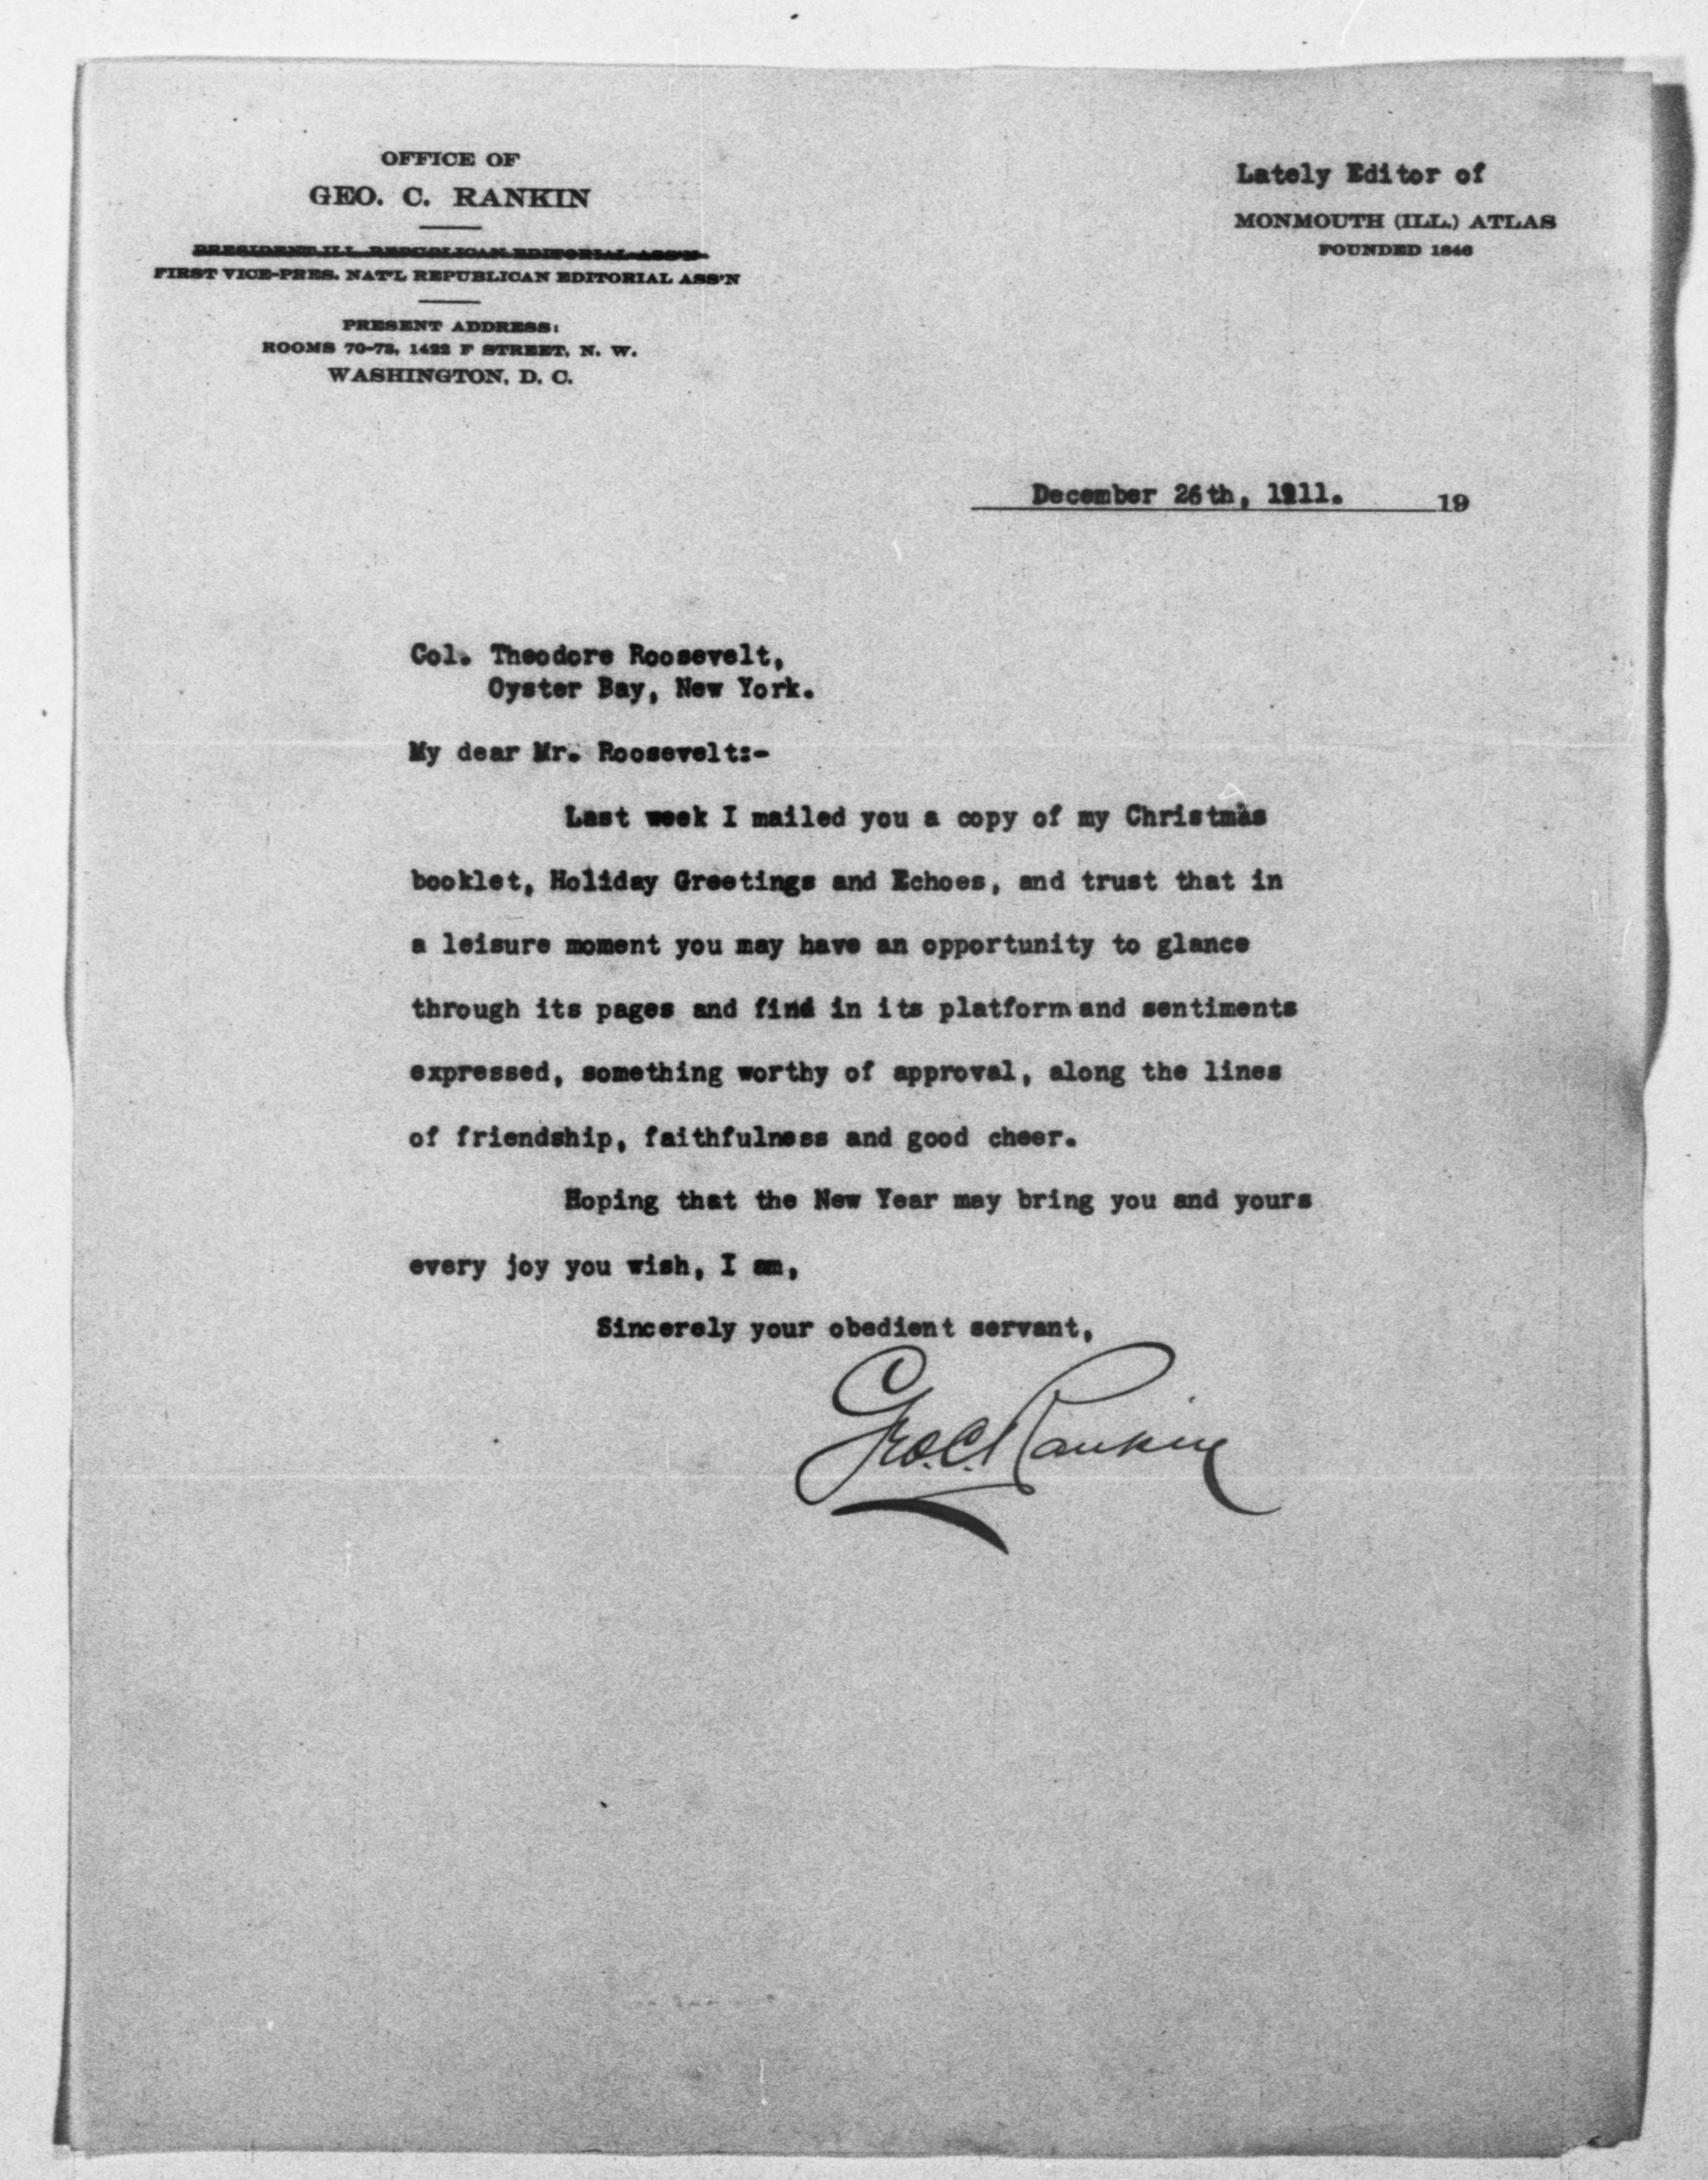 OFFICE OF
GEO. C. RANKIN
PRESIDENT ILL. REPUBLICAN EDITORIAL ASS'N
FIRST VICE-PRES. NAT'L REPUBLICAN EDITORIAL ASS'N
PRESENT ADDRESS:
ROOMS 70-73, 1422 F STREET, N. W.
WASHINGTON, D. C.
Lately Editor of
MONMOUTH (ILL.) ATLAS
FOUNDED 1846
December 26th, 1911. 19
Col. Theodore Roosevelt,
Oyster Bay, New York.
My dear Mr. Roosevelt:-
Last week I mailed you a copy of my Christmas
booklet, Holiday Greetings and Echoes, and trust that in
a leisure moment you may have an opportunity to glance
through its pages and find in its platform and sentiments
expressed, something worthy of approval, along the lines
of friendship, faithfulness and good cheer.
Hoping that the New Year may bring you and yours
every joy you wish, I am,
Sincerely your obedient servant,
Geo. C. Rankin